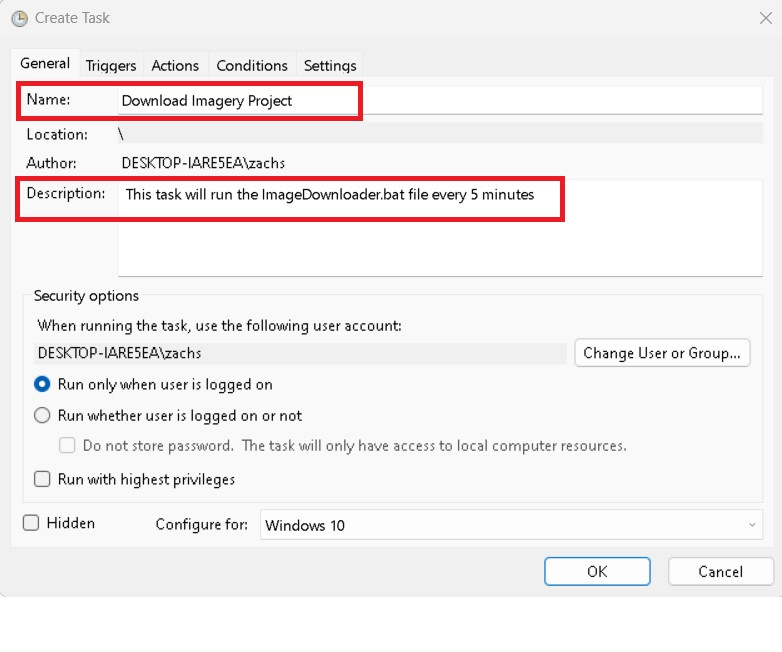 Create Task
General Triggers Actions Conditions Settings
Name: Download Imagery Project
Location: \
Author: DESKTOP-IARE5EA\zachs
Description: This task will run the ImageDownloader.bat file every 5 minutes
Security options
When running the task, use the following user account:
DESKTOP-IARE5EA\zachs Change User or Group...
Run only when user is logged on
Run whether user is logged on or not
Do not store password. The task will only have access to local computer resources.
Run with highest privileges
Hidden Configure for: Windows 10
OK Cancel